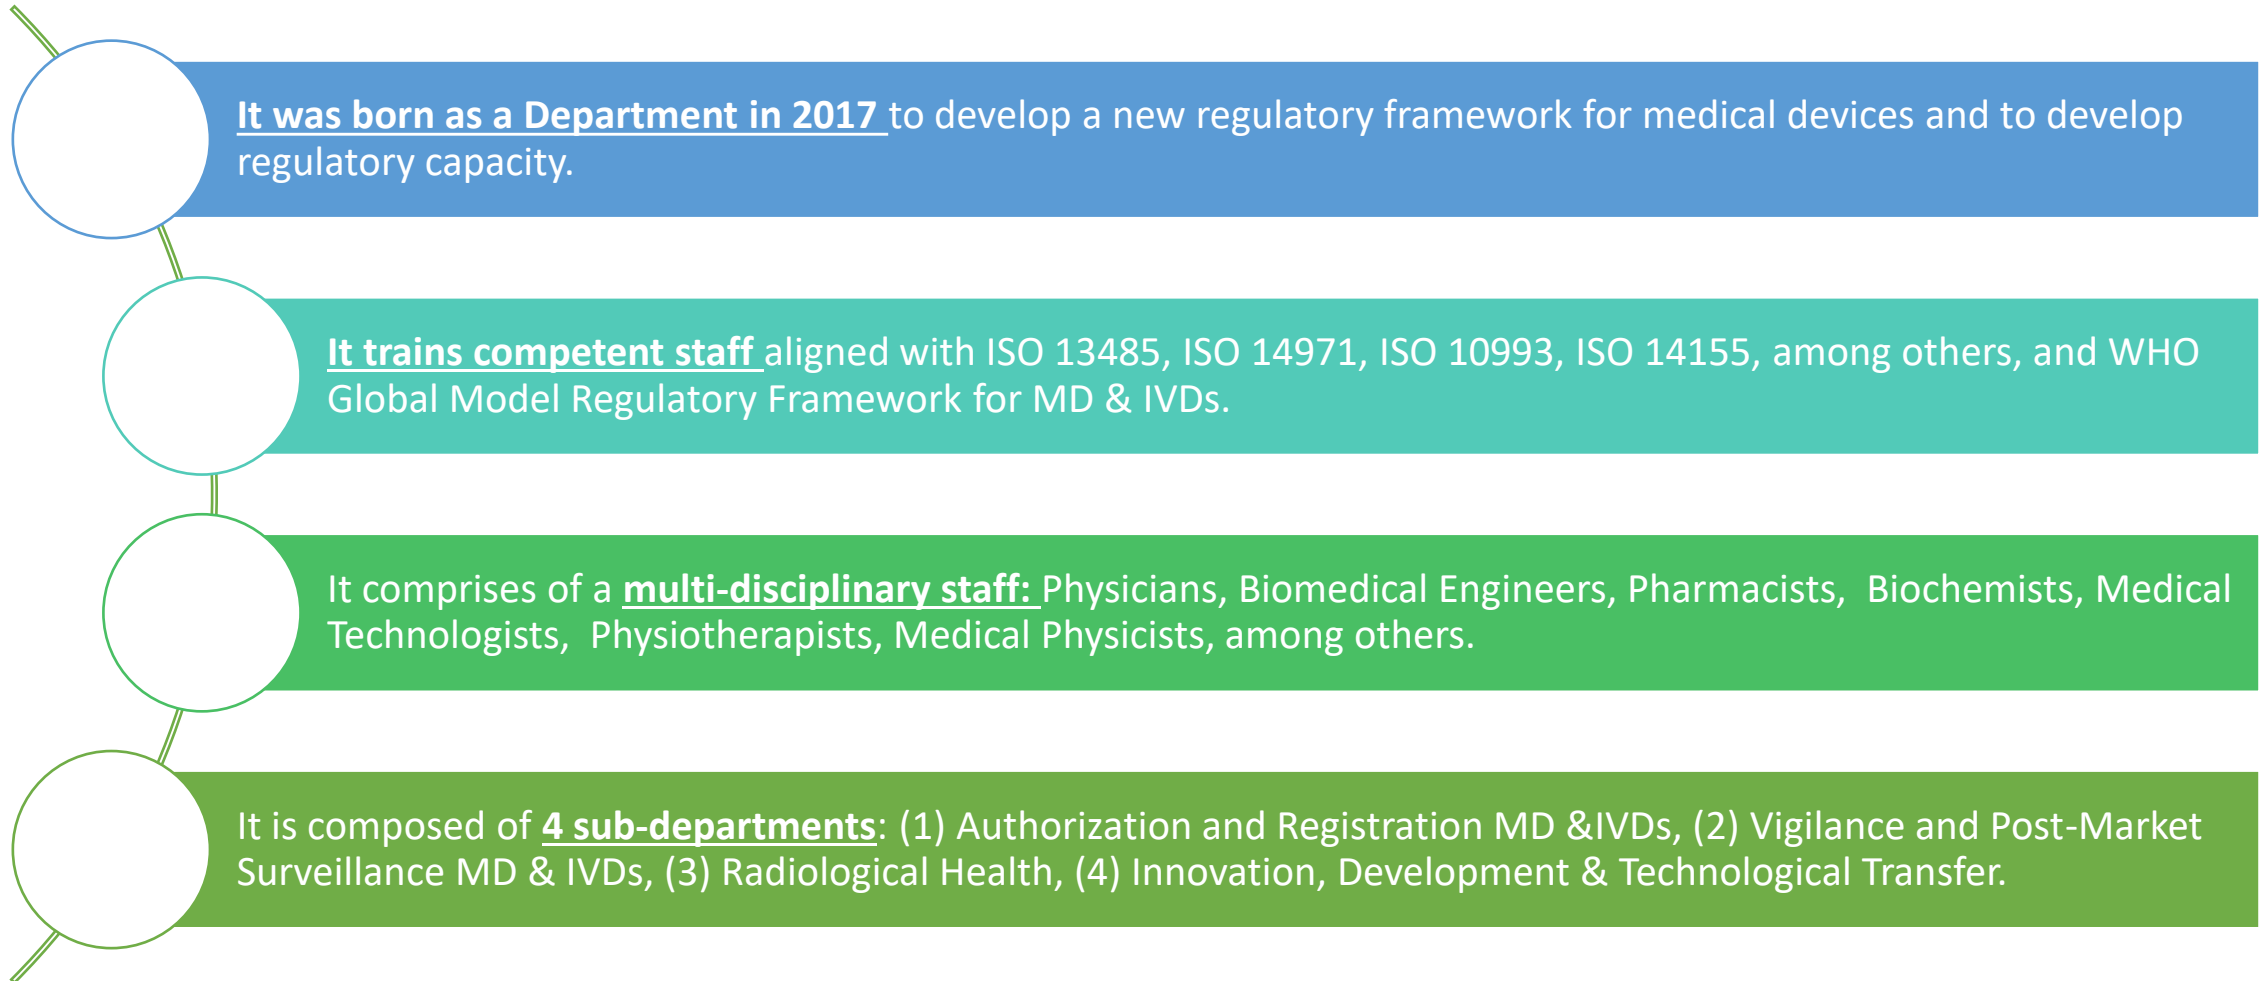 It was born as a Department in 2017 to develop a new regulatory framework for medical devices and to develop
regulatory capacity.
It trains competent staff aligned with ISO 13485, ISO 14971, ISO 10993, ISO 14155, among others, and WHO
Global Model Regulatory Framework for MD & IVDs.
It comprises of a multi-disciplinary staff: Physicians, Biomedical Engineers, Pharmacists,  Biochemists, Medical
Technologists,  Physiotherapists, Medical Physicists, among others.
It is composed of 4 sub-departments: (1) Authorization and Registration MD &IVDs, (2) Vigilance and Post-Market
Surveillance MD & IVDs, (3) Radiological Health, (4) Innovation, Development & Technological Transfer.